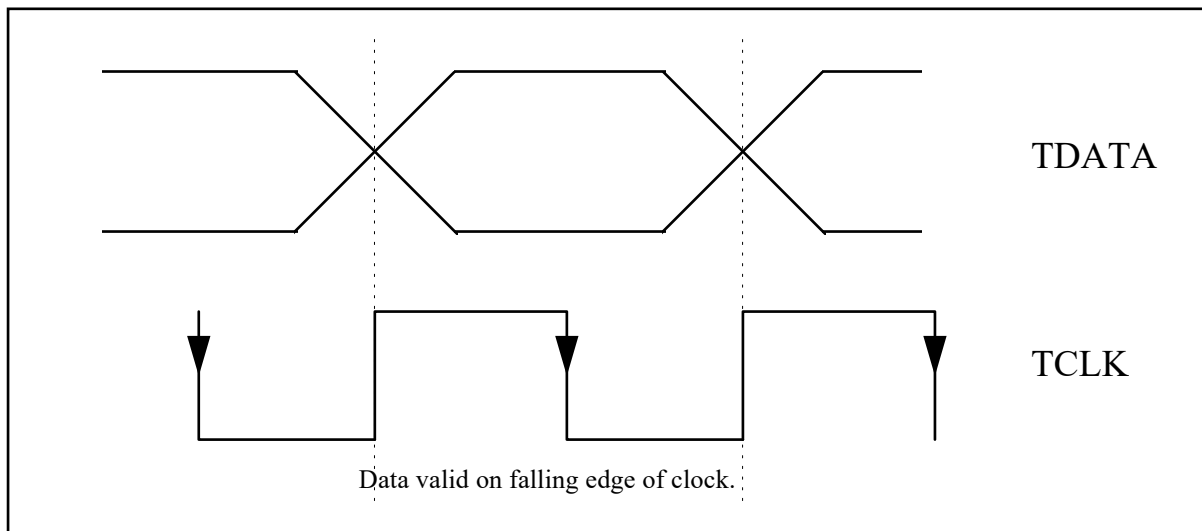 TDATA
TCLK
Data valid on falling edge of clock.